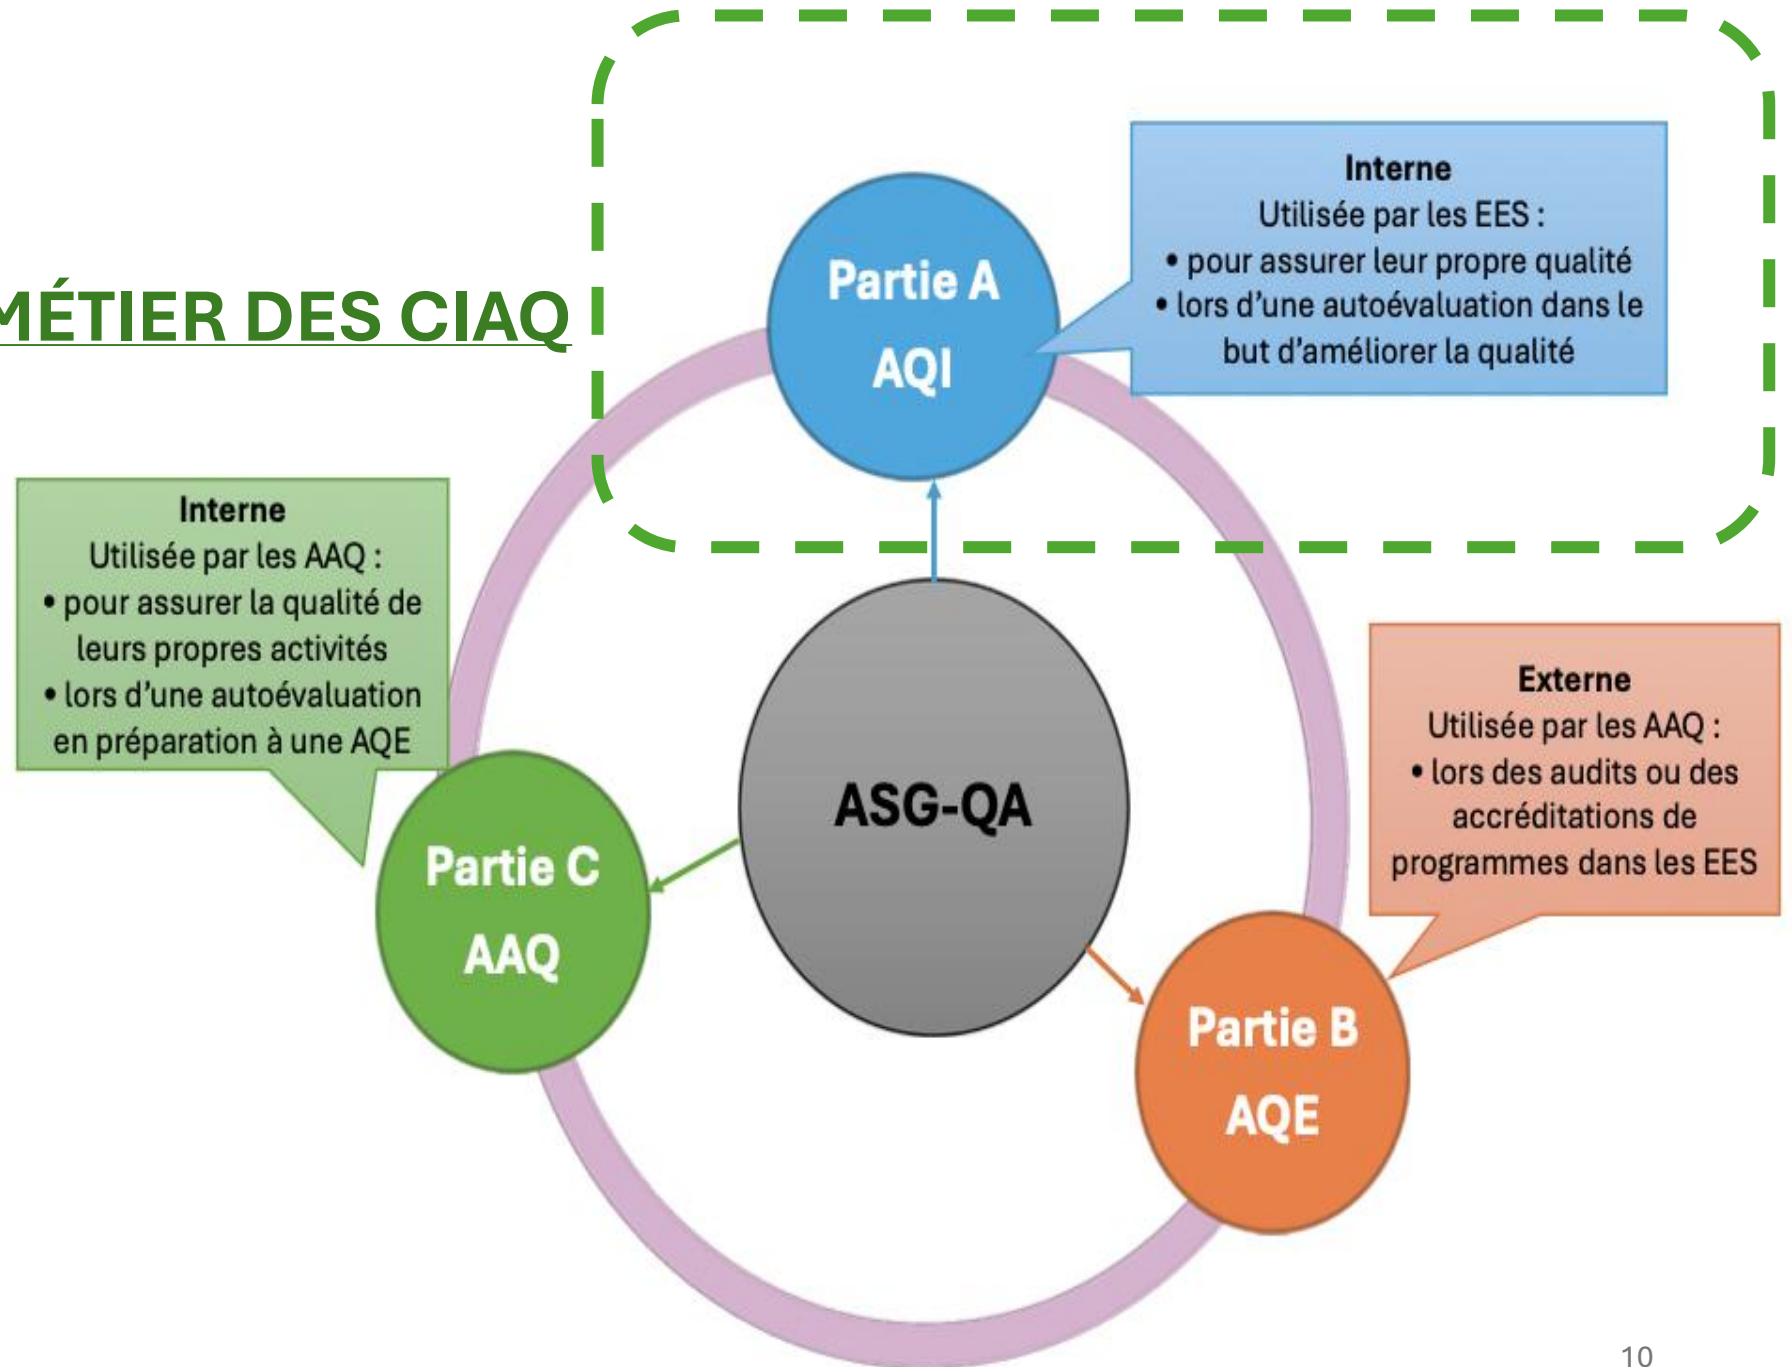 MÉTIER DES CIAQ
Partie A
AQI
Interne
Utilisée par les EES :
• pour assurer leur propre qualité
• lors d’une autoévaluation dans le
but d’améliorer la qualité
Interne
Utilisée par les AAQ :
• pour assurer la qualité de
leurs propres activités
• lors d’une autoévaluation
en préparation à une AQE
ASG-QA
Externe
Utilisée par les AAQ :
• lors des audits ou des
accréditations de
programmes dans les EES
Partie C
AAQ
Partie B
AQE
10